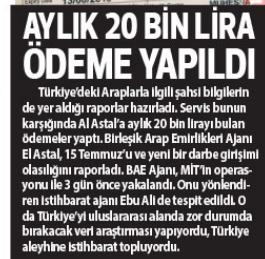 AYLIK 20 BİN LİRA
ÖDEME YAPILDI
Türkiye'deki Araplarla ilgili şahsi bilgilerin
de yer aldığı raporlar hazırladı. Servis bunun
karşığında Al Astal'a aylık 20 bin lirayı bulan
ödemeler yaptı. Birleşik Arap Emirlikleri Ajanı
El Astal, 15 Temmuz'u ve yeni bir darbe girişimi
olasılığını raporladı. BAE Ajanı, MİT'in operas-
yonu ile 3 gün önce yakalandı. Onu yönlendi-
ren istihbarat ajanı Ebu Ali de tespit edildi. O
da Türkiye'yi uluslararası alanda zor durumda
bırakacak veri araştırması yapıyordu, Türkiye
aleyhine istihbarat topluyordu.